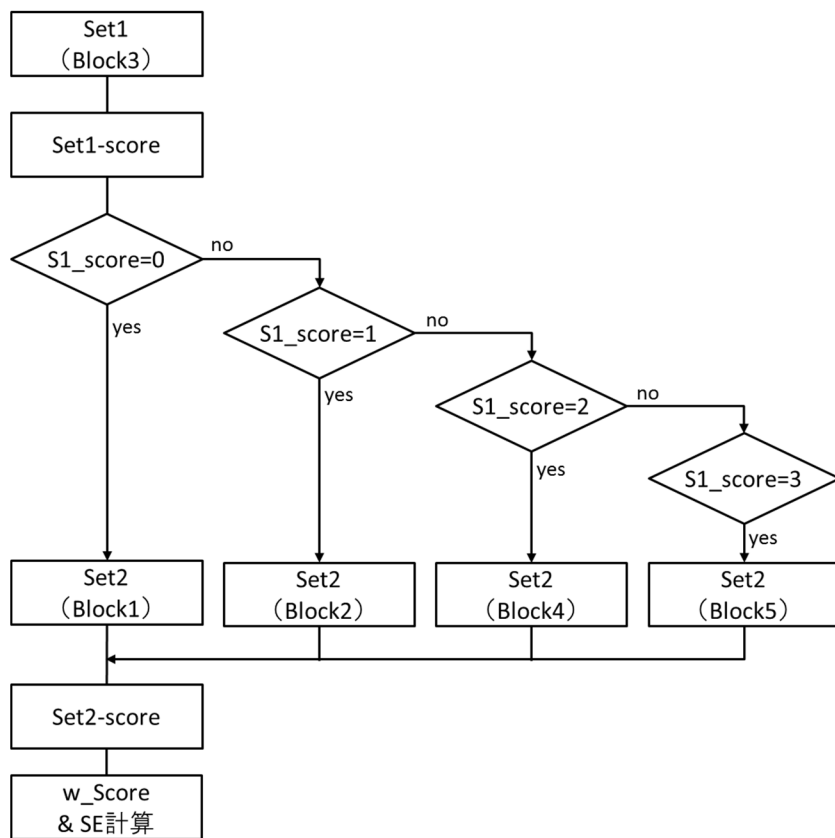 Set1
（Block3）
Set1-score
S1_score=0
no
yes
S1_score=1
no
yes
S1_score=2
no
yes
S1_score=3
yes
Set2
（Block1）
Set2
（Block2）
Set2
（Block4）
Set2
（Block5）
Set2-score
w_Score
& SE計算